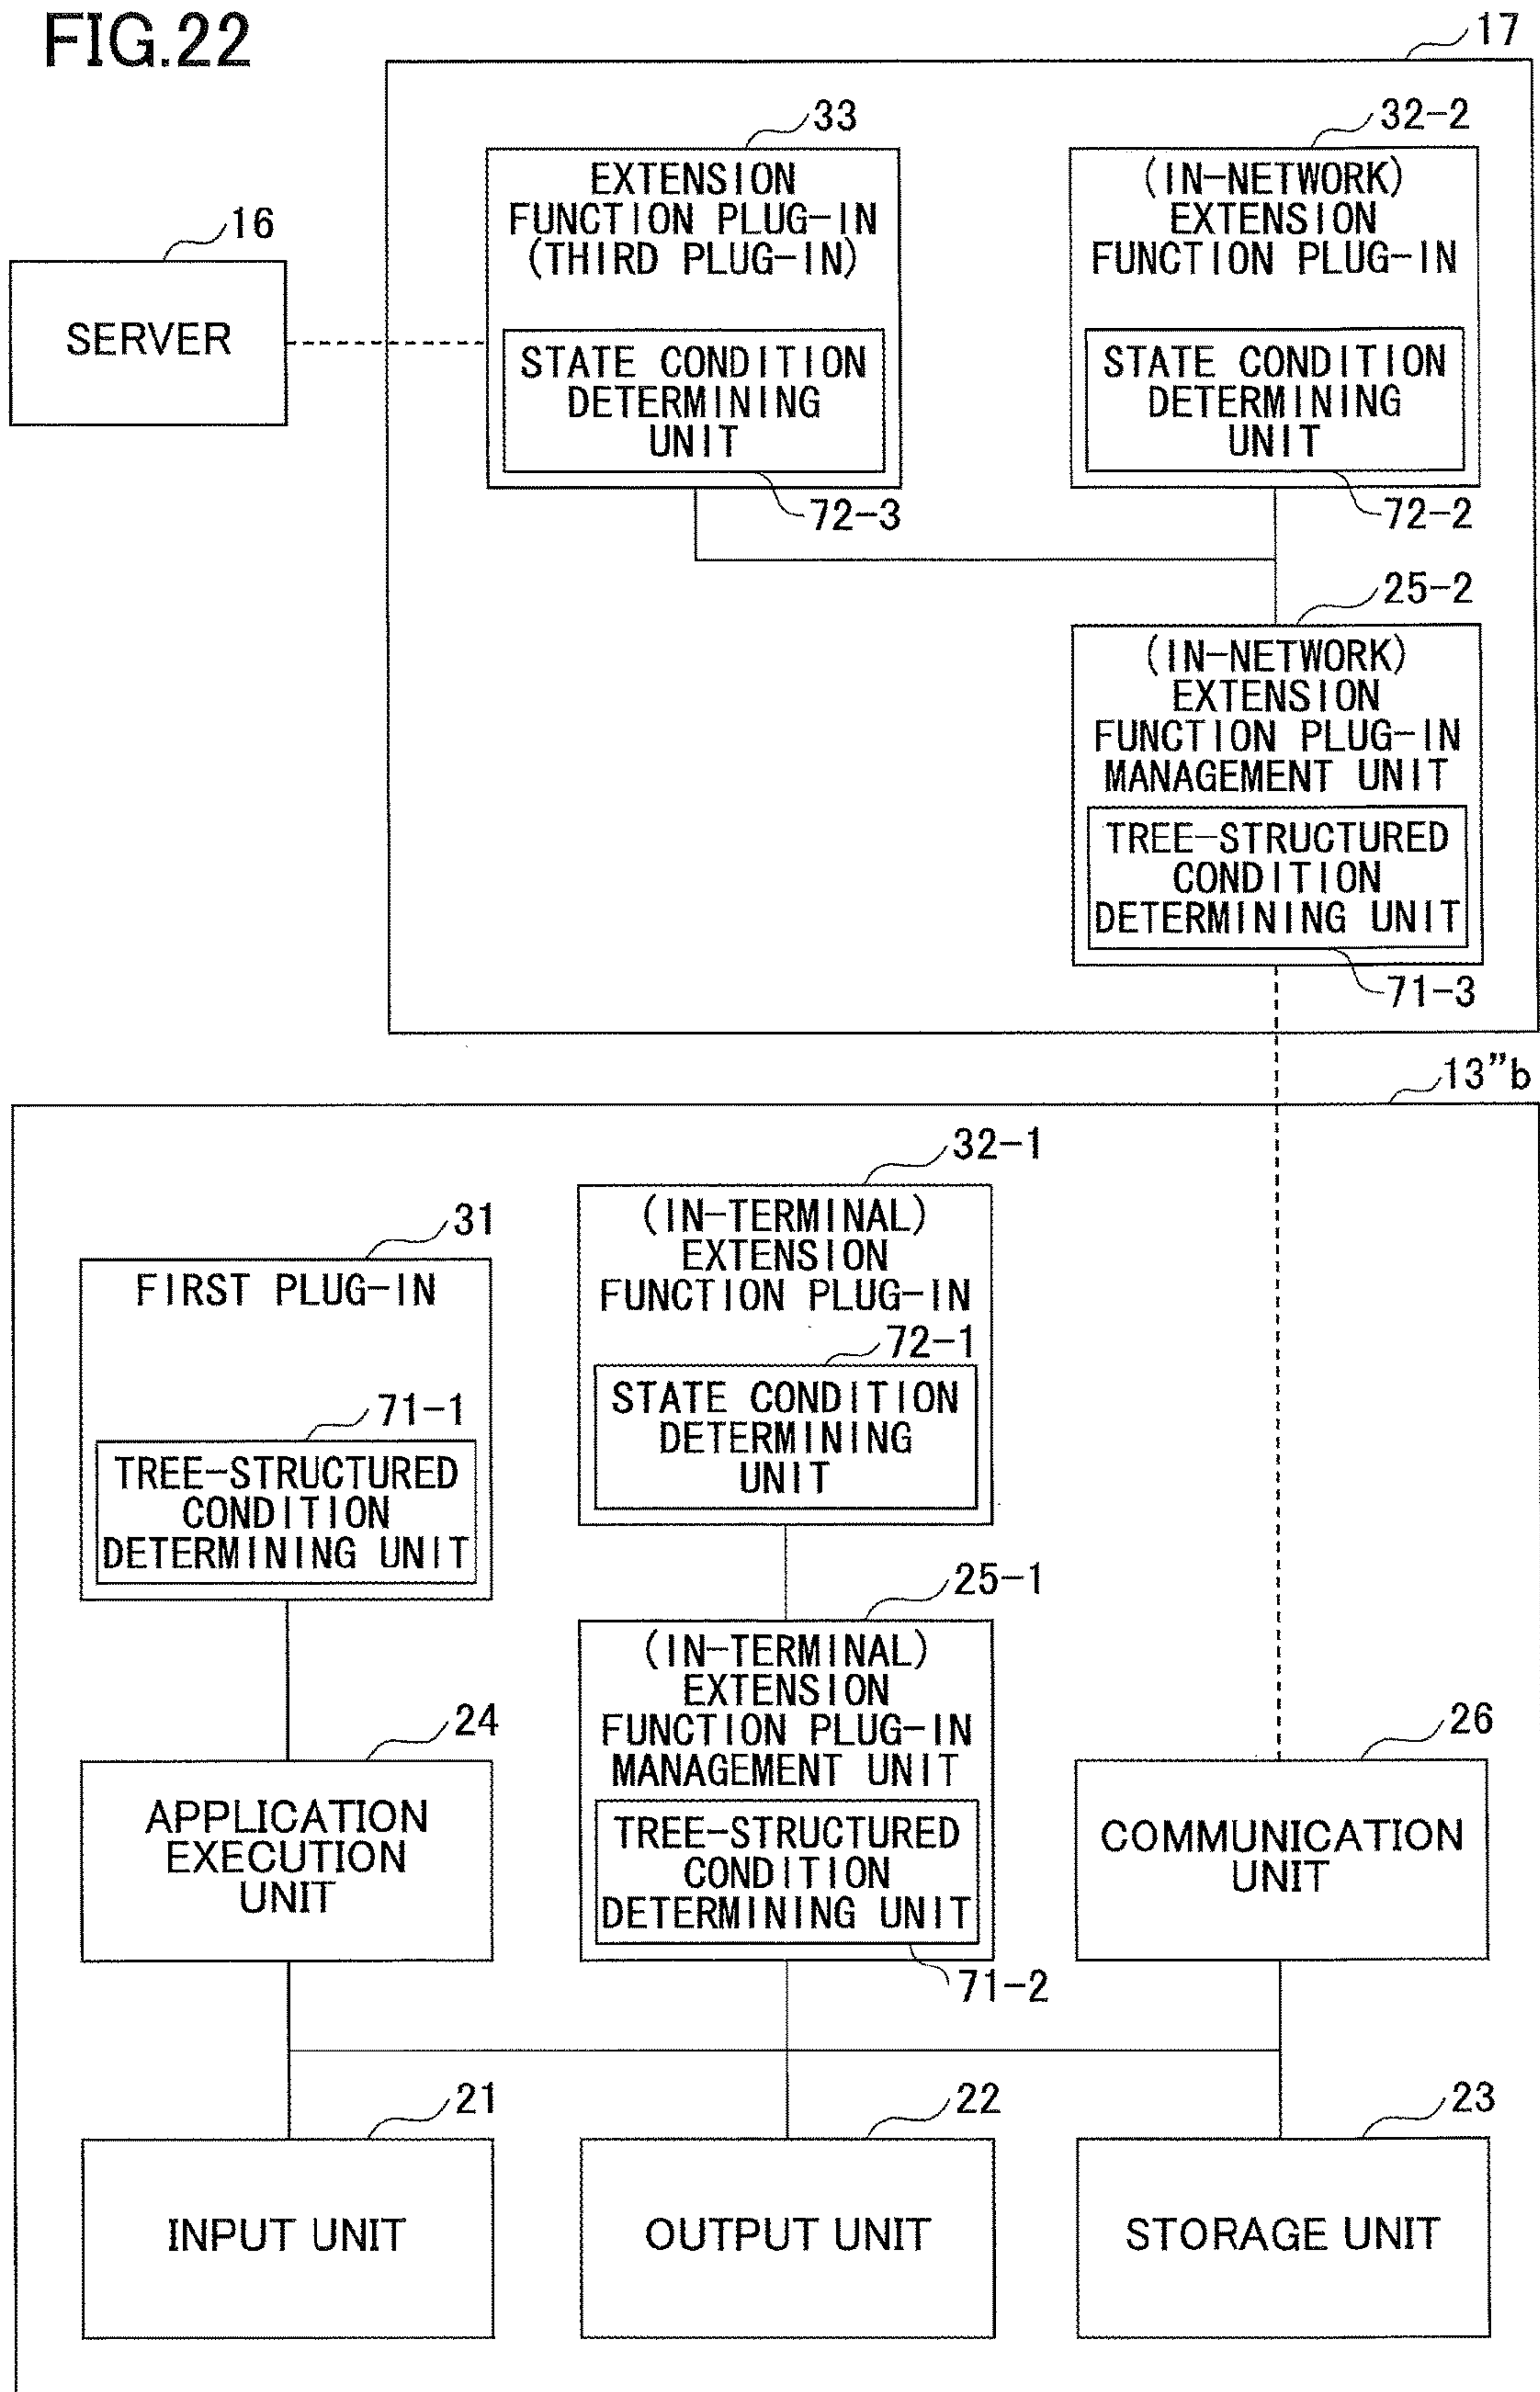 FIG.22
17
33
EXTENSION
FUNCTION PLUG-IN
(THIRD PLUG-IN)
STATE CONDITION
DETERMINING
UNIT
72-3
32-2
(IN-NETWORK)
EXTENSION
FUNCTION PLUG-IN
STATE CONDITION
DETERMINING
UNIT
72-2
16
SERVER
25-2
(IN-NETWORK)
EXTENSION
FUNCTION PLUG-IN
MANAGEMENT UNIT
TREE-STRUCTURED
CONDITION
DETERMINING UNIT
71-3
13”b
32-1
(IN-TERMINAL)
EXTENSION
FUNCTION PLUG-IN
72-1
STATE CONDITION
DETERMINING
UNIT
31
FIRST PLUG-IN
71-1
TREE-STRUCTURED
CONDITION
DETERMINING UNIT
25-1
(IN-TERMINAL)
EXTENSION
FUNCTION PLUG-IN
MANAGEMENT UNIT
TREE-STRUCTURED
CONDITION
DETERMINING UNIT
71-2
24
APPLICATION
EXECUTION
UNIT
26
COMMUNICATION
UNIT
21
INPUT UNIT
22
OUTPUT UNIT
23
STORAGE UNIT